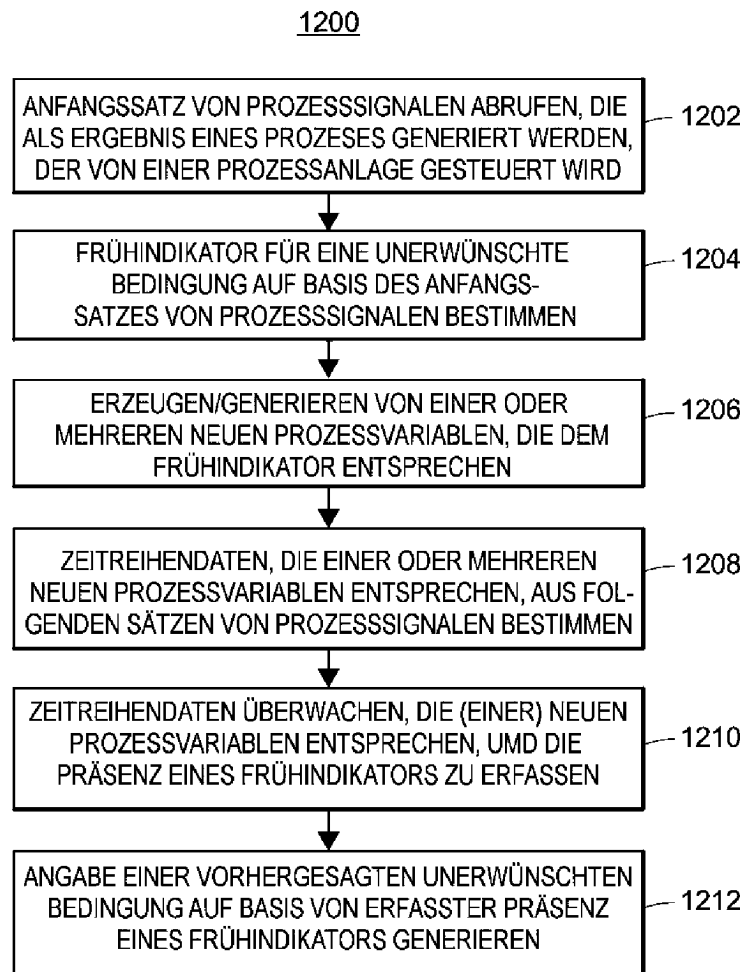 1200
ANFANGSSATZ VON PROZESSSIGNALEN ABRUFEN, DIE
ALS ERGEBNIS EINES PROZESES GENERIERT WERDEN,
DER VON EINER PROZESSANLAGE GESTEUERT WIRD
1202
FRÜHINDIKATOR FÜR EINE UNERWÜNSCHTE
BEDINGUNG AUF BASIS DES ANFANGS-
SATZES VON PROZESSSIGNALEN BESTIMMEN
1204
ERZEUGEN/GENERIEREN VON EINER ODER
MEHREREN NEUEN PROZESSVARIABLEN, DIE DEM
FRÜHINDIKATOR ENTSPRECHEN
1206
ZEITREIHENDATEN, DIE EINER ODER MEHREREN
NEUEN PROZESSVARIABLEN ENTSPRECHEN, AUS FOL-
GENDEN SÄTZEN VON PROZESSSIGNALEN BESTIMMEN
1208
ZEITREIHENDATEN ÜBERWACHEN, DIE (EINER) NEUEN
PROZESSVARIABLEN ENTSPRECHEN, UMD DIE
PRÄSENZ EINES FRÜHINDIKATORS ZU ERFASSEN
1210
ANGABE EINER VORHERGESAGTEN UNERWÜNSCHTEN
BEDINGUNG AUF BASIS VON ERFASSTER PRÄSENZ
EINES FRÜHINDIKATORS GENERIEREN
1212